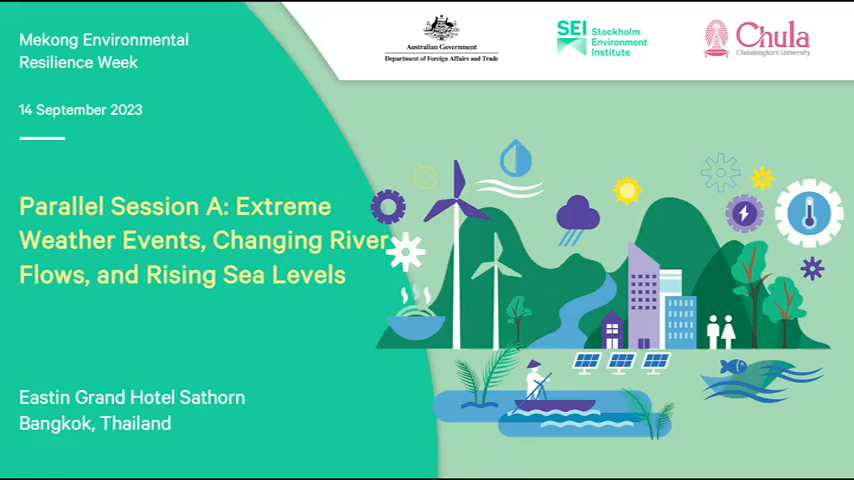 Mekong Environmental
Resilience Week
14 September 2023
Parallel Session A: Extreme
Weather Events, Changing River
Flows, and Rising Sea Levels
Eastin Grand Hotel Sathorn
Bangkok, Thailand
Australian Government
Department of Foreign Affairs and Trade
SEI Stockholm
Environment
Institute
Chula
Chulalongkorn University